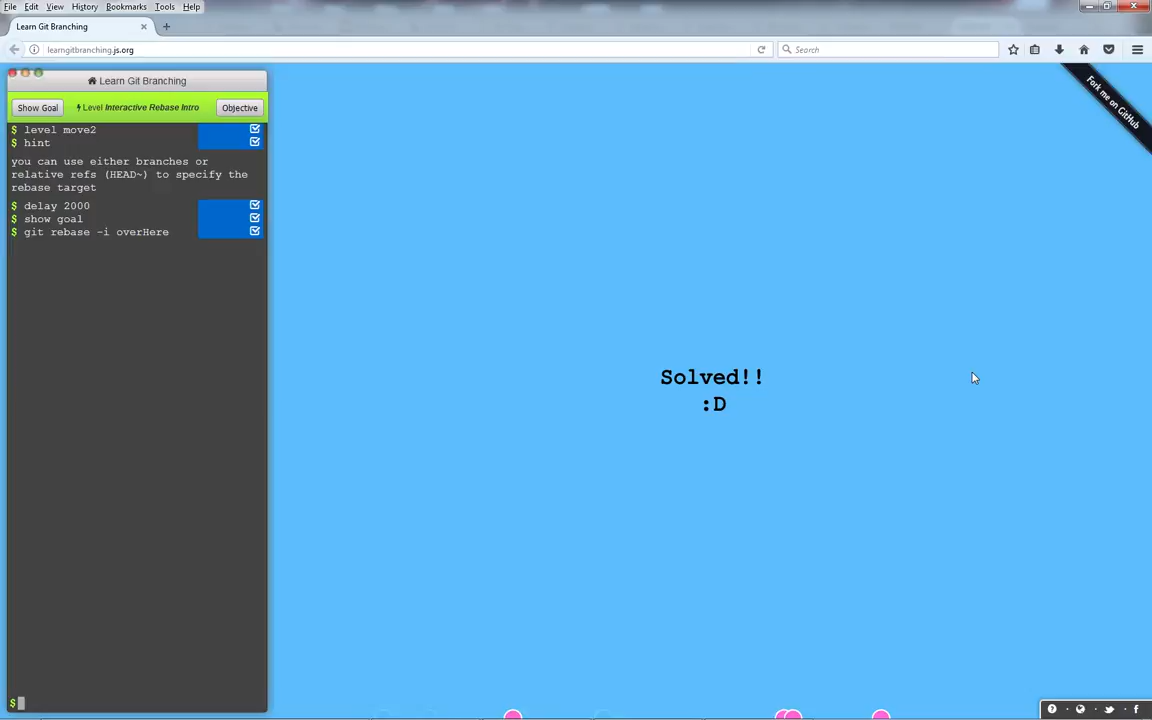 File Edit View History Bookmarks Tools Help
Learn Git Branching
learngitbranching.js.org
Search
Learn Git Branching
Show Goal
Level Interactive Rebase Intro
Objective
$ level move2
$ hint
you can use either branches or
relative refs (HEAD~) to specify the
rebase target
$ delay 2000
$ show goal
$ git rebase -i overHere
$
Solved!!
:D
Fork me on GitHub